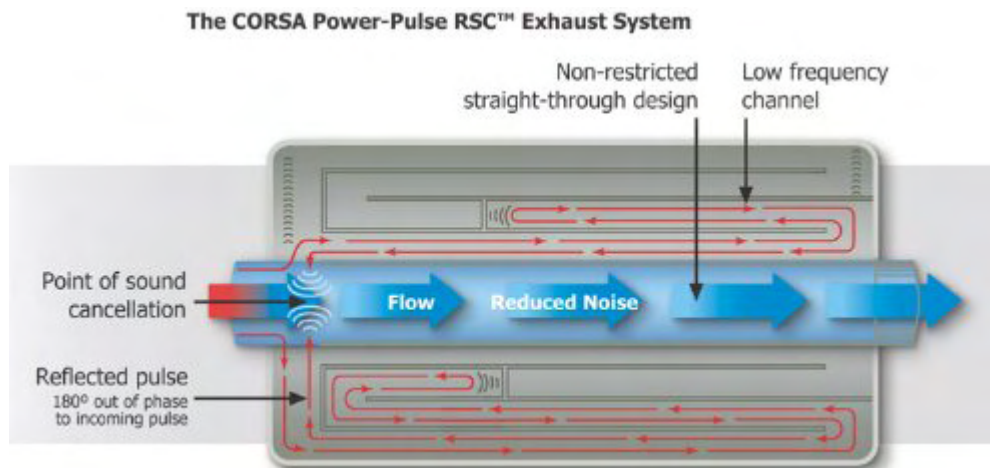 The CORSA Power-Pulse RSC™ Exhaust System
Non-restricted
straight-through design
Low frequency
channel
Point of sound
cancellation
Flow
Reduced Noise
Reflected pulse
180º out of phase
to incoming pulse